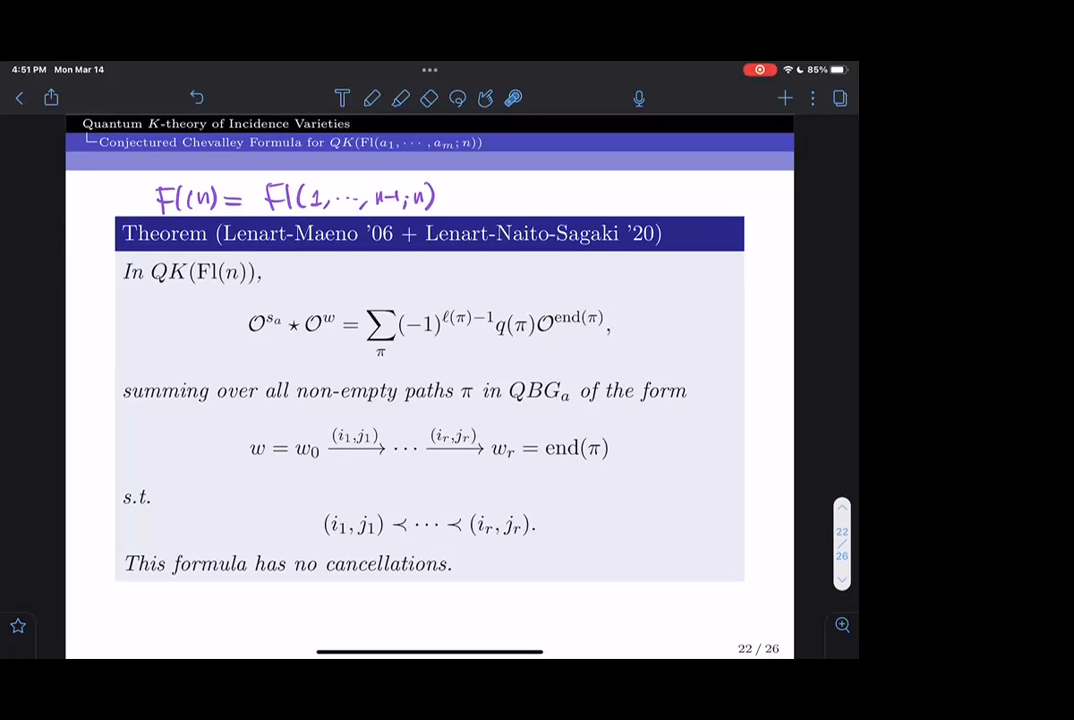 4:51 PM Mon Mar 14
85%
Quantum K-theory of Incidence Varieties
Conjectured Chevalley Formula for QK(Fl(a₁, ⋯ , aₘ; n))
Fl(n) = Fl(1, ⋯, n-1; n)
Theorem (Lenart-Maeno '06 + Lenart-Naito-Sagaki '20)
In QK(Fl(n)),
𝒪^{s_a} ⋆ 𝒪^w = ∑_π (−1)^{ℓ(π)−1} q(π) 𝒪^{end(π)},
summing over all non-empty paths π in QBGₐ of the form
w = w₀ —(i₁,j₁)→ ⋯ —(i_r,j_r)→ w_r = end(π)
s.t.
(i₁, j₁) ≺ ⋯ ≺ (i_r, j_r).
This formula has no cancellations.
22
/
26
22 / 26